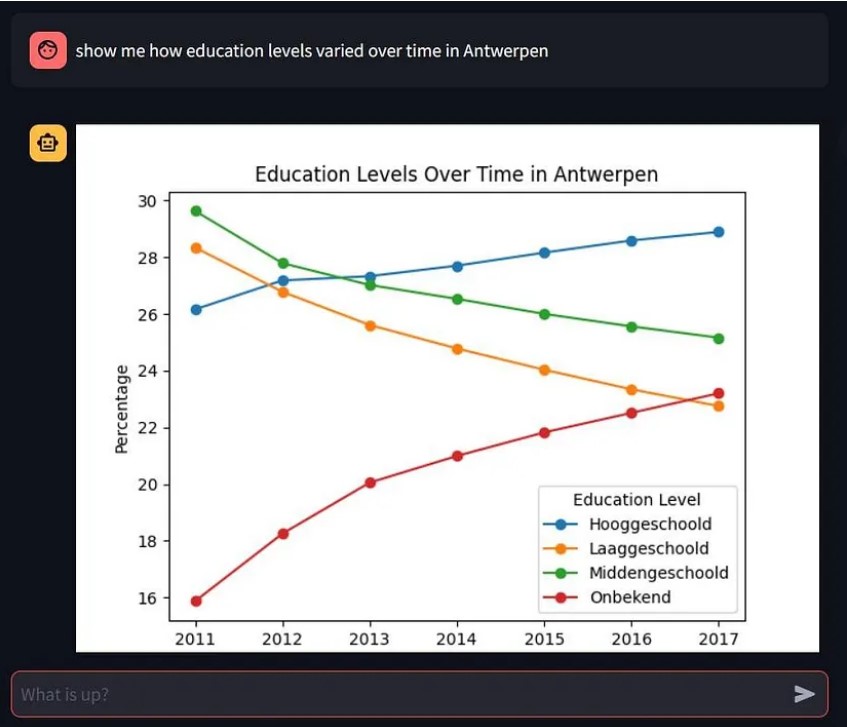 show me how education levels varied over time in Antwerpen
Education Levels Over Time in Antwerpen
30
28
26
24
22
20
18
16
Percentage
Education Level
Hooggeschoold
Laaggeschoold
Middengeschoold
Onbekend
2011 2012 2013 2014 2015 2016 2017
What is up?